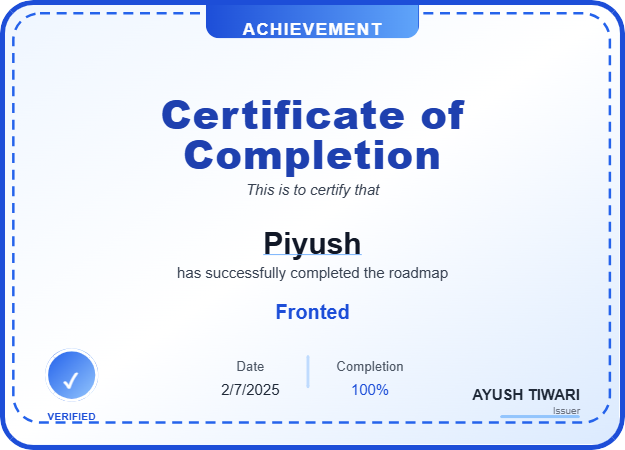 ACHIEVEMENT
Certificate of
Completion
This is to certify that
Piyush
has successfully completed the roadmap
Fronted
Date
2/7/2025
Completion
100%
VERIFIED
AYUSH TIWARI
Issuer